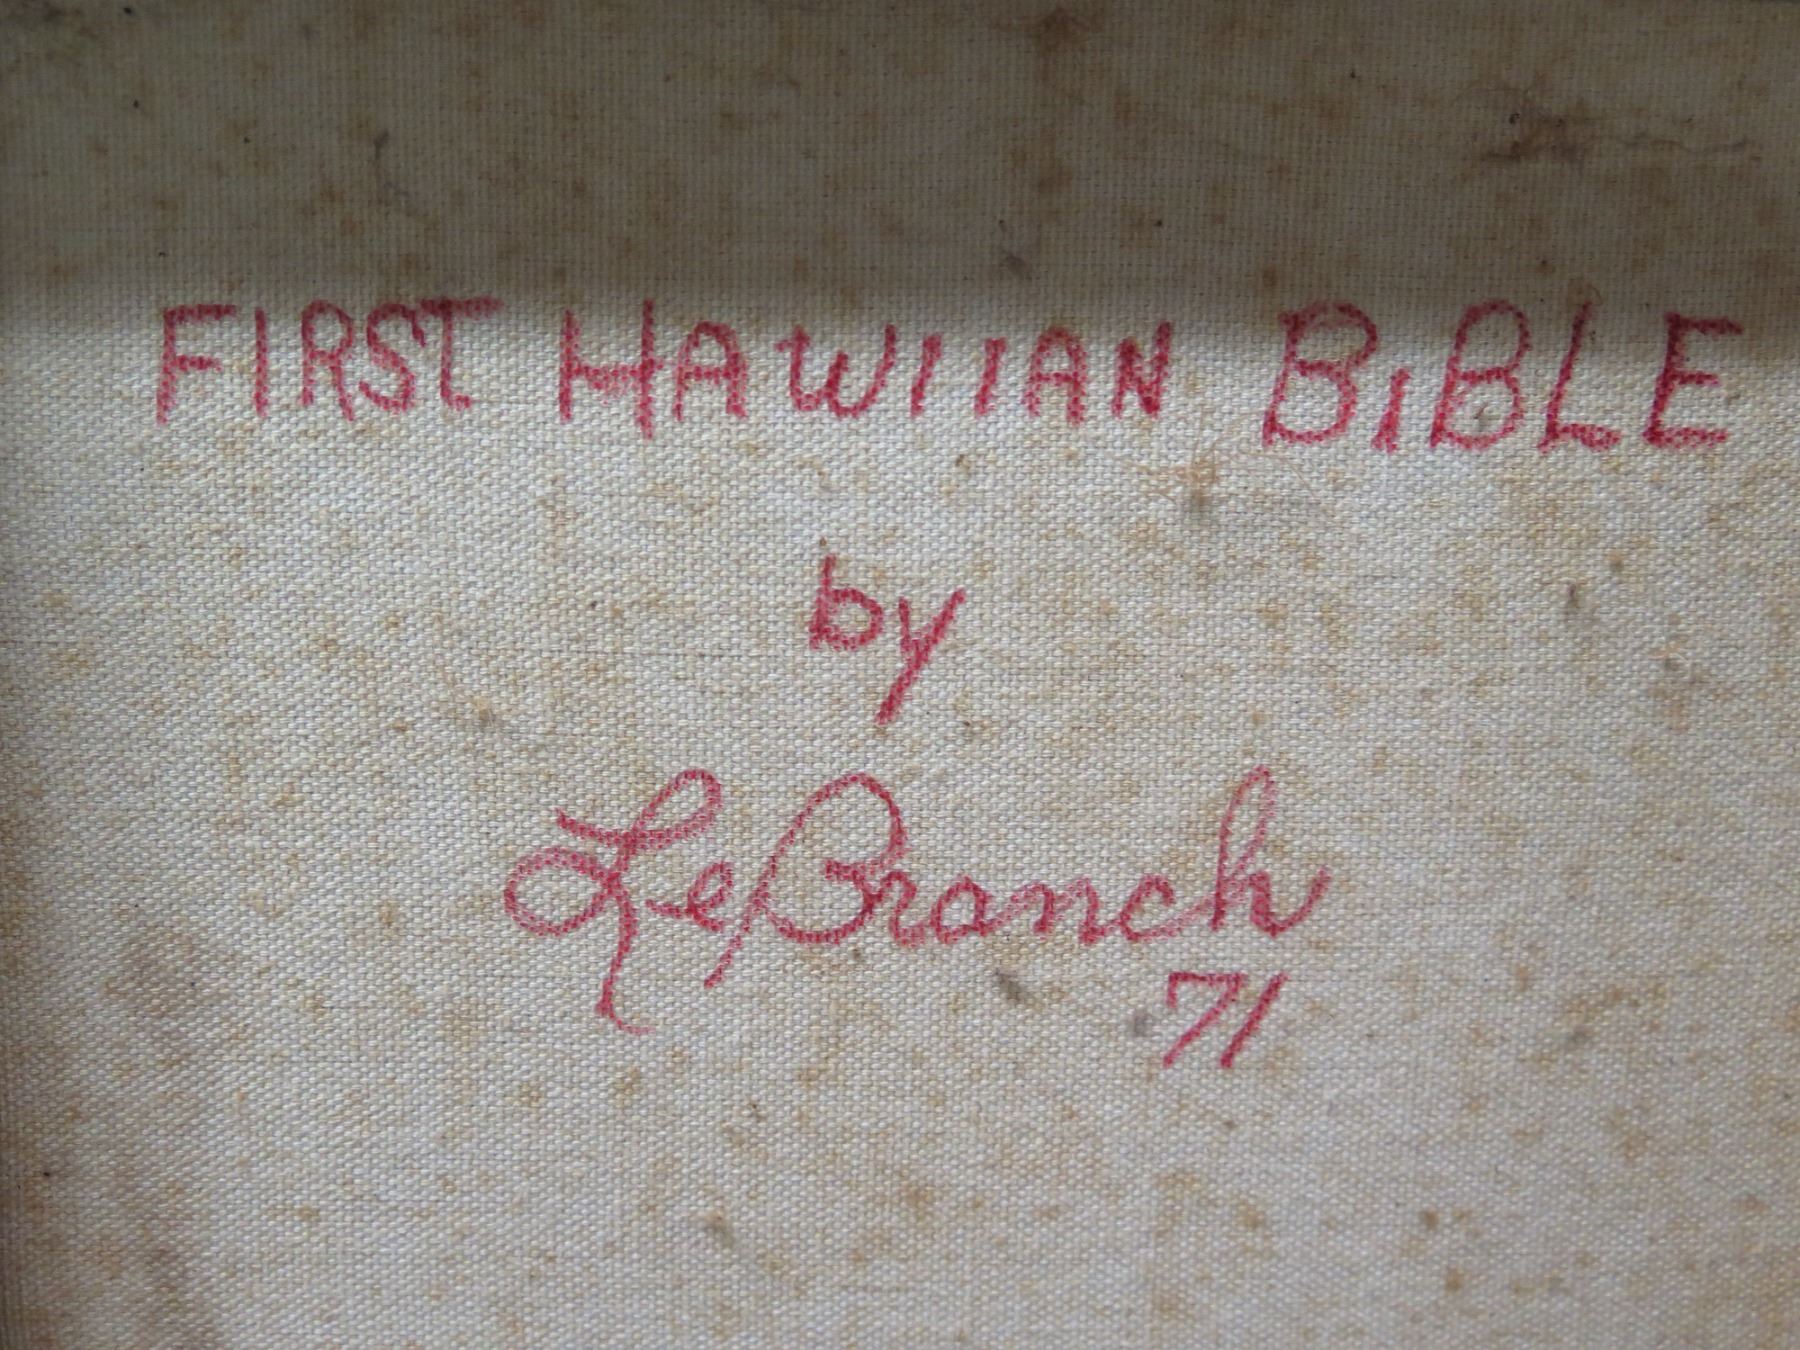 FIRST HAWIIAN BiBLE
by
LeBranch
71